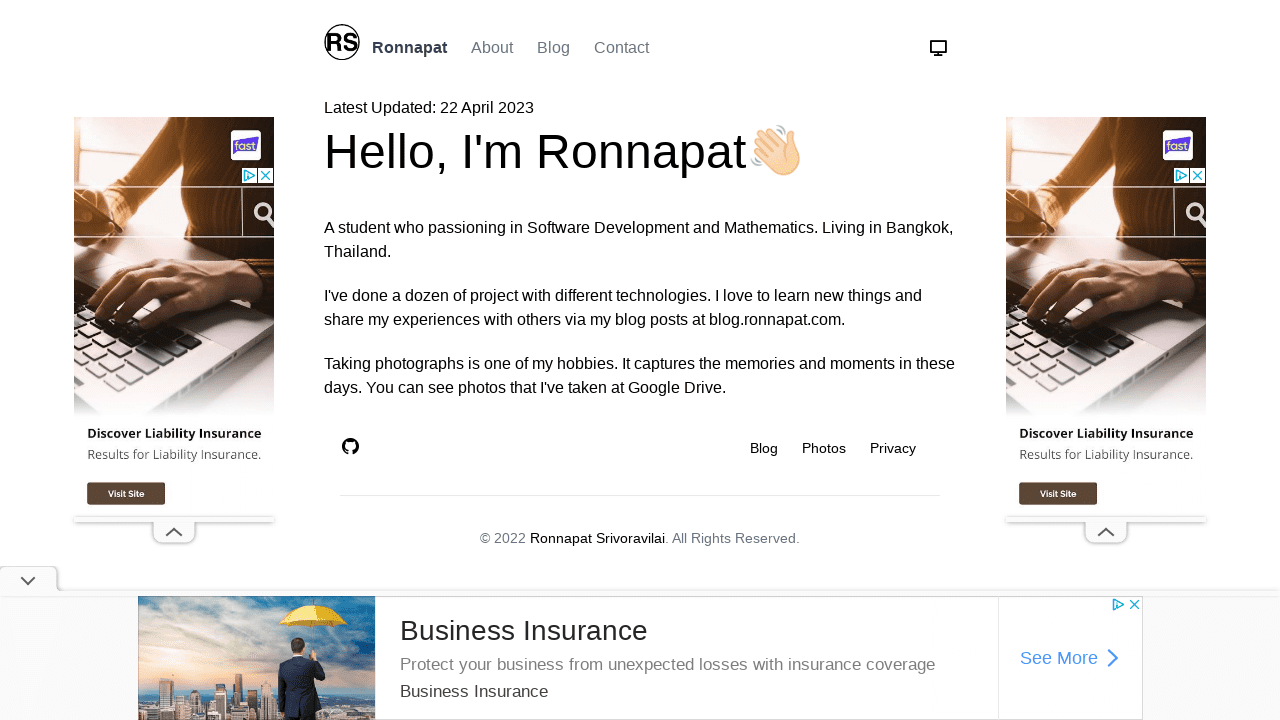 RS Ronnapat About Blog Contact
Latest Updated: 22 April 2023
Hello, I'm Ronnapat👋🏻
A student who passioning in Software Development and Mathematics. Living in Bangkok,
Thailand.
I've done a dozen of project with different technologies. I love to learn new things and
share my experiences with others via my blog posts at blog.ronnapat.com.
Taking photographs is one of my hobbies. It captures the memories and moments in these
days. You can see photos that I've taken at Google Drive.
Blog Photos Privacy
© 2022 Ronnapat Srivoravilai. All Rights Reserved.
fast
Discover Liability Insurance
Results for Liability Insurance.
Visit Site
fast
Discover Liability Insurance
Results for Liability Insurance.
Visit Site
Business Insurance
Protect your business from unexpected losses with insurance coverage
Business Insurance
See More